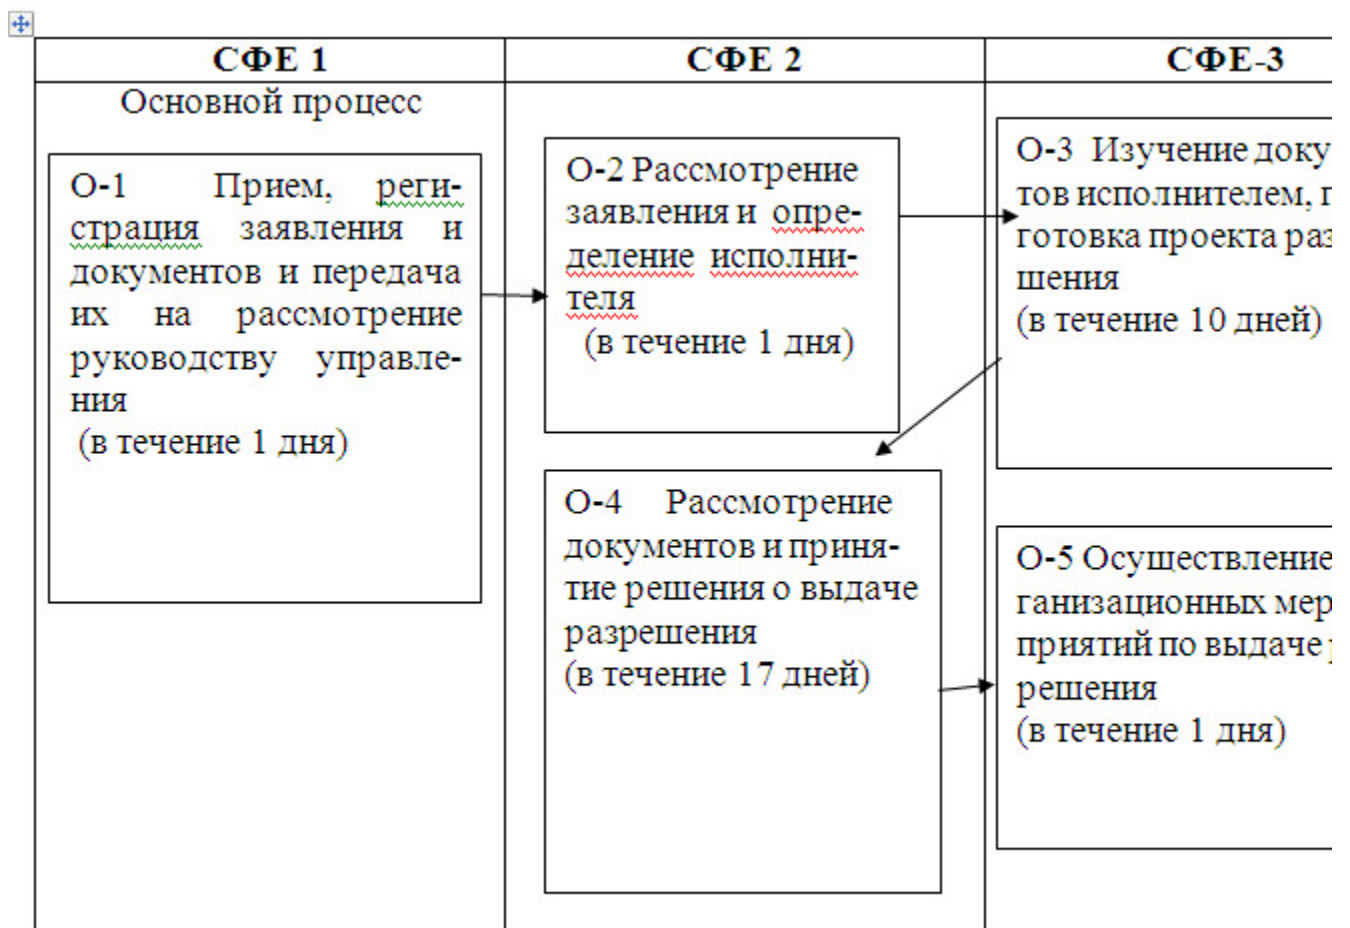 СФЕ 1
СФЕ 2
СФЕ-3
Основной процесс
О-1 Прием, реги-
страция заявления и
документов и передача
их на рассмотрение
руководству управле-
ния
(в течение 1 дня)
О-2 Рассмотрение
заявления и опре-
деление исполни-
теля
(в течение 1 дня)
О-3 Изучение доку
тов исполнителем,
готовка проекта раз
шения
(в течение 10 дней)
О-4 Рассмотрение
документов и приня-
тие решения о выдаче
разрешения
(в течение 17 дней)
О-5 Осуществление
ганизационных мер
приятий по выдаче
решения
(в течение 1 дня)